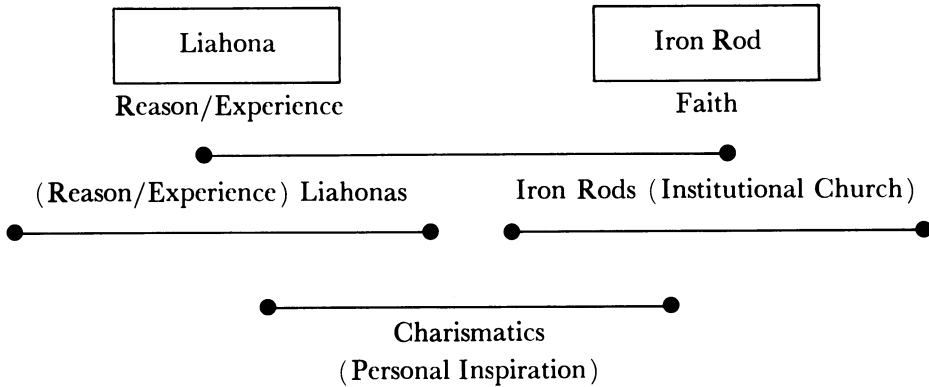 Liahona
Iron Rod
Reason/Experience
Faith
(Reason/Experience) Liahonas
Iron Rods (Institutional Church)
Charismatics
(Personal Inspiration)